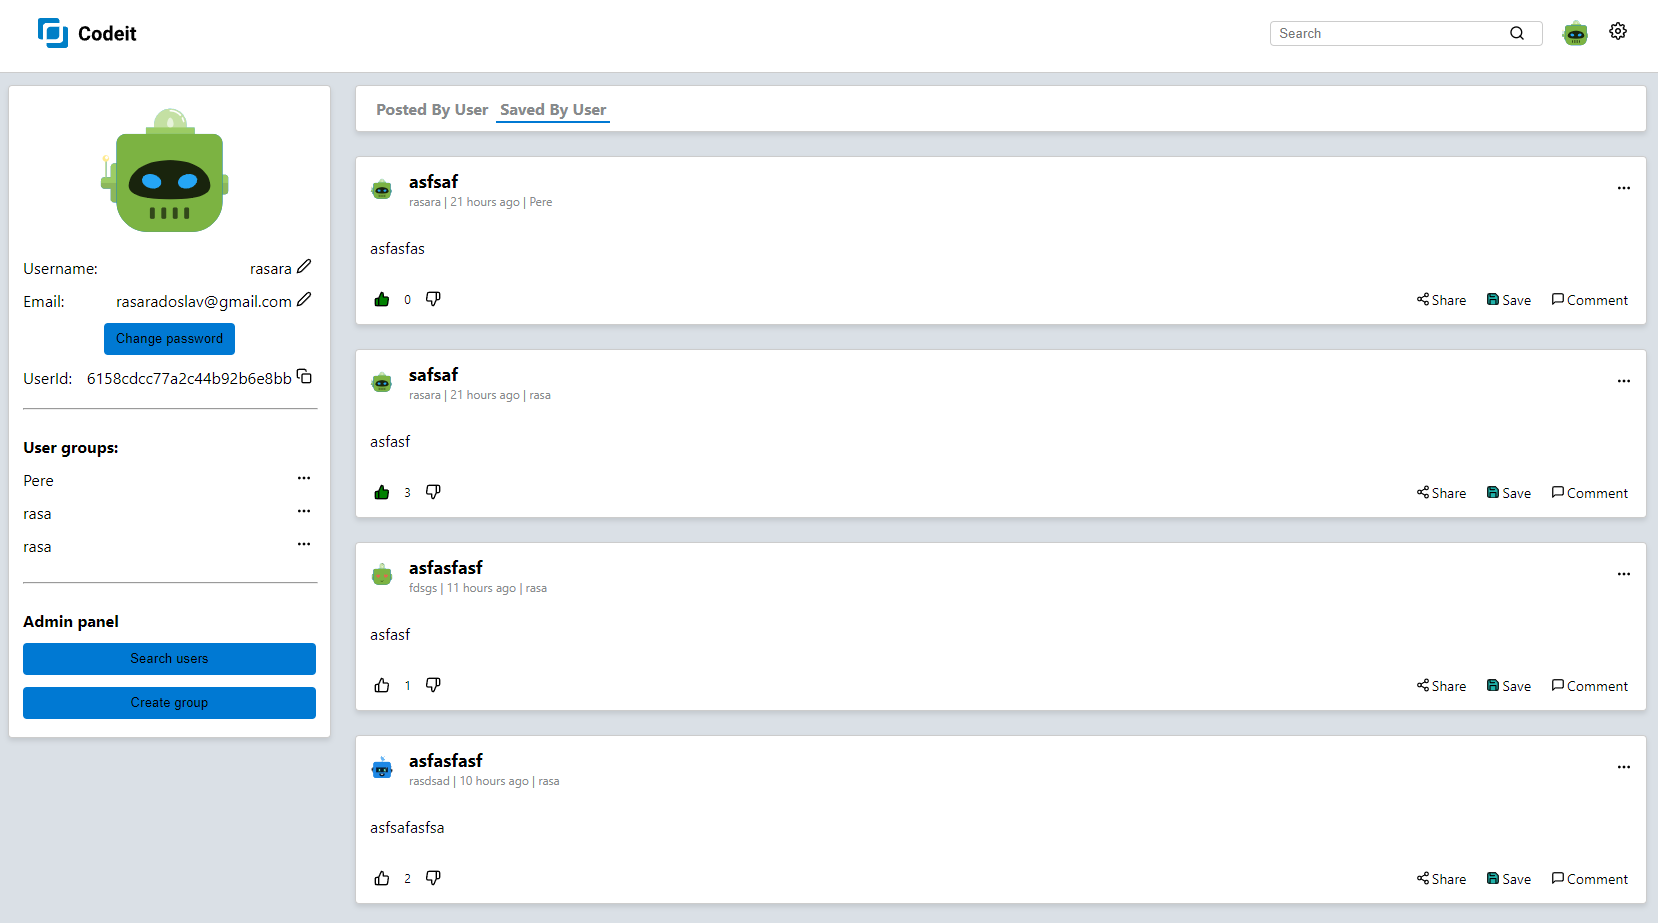 Codeit
Search
Username: rasara
Email: rasaradoslav@gmail.com
Change password
UserId: 6158cdcc77a2c44b92b6e8bb
User groups:
Pere
rasa
rasa
Admin panel
Search users
Create group
Posted By User Saved By User
asfsaf
rasara | 21 hours ago | Pere
asfasfas
0 Share Save Comment
safsaf
rasara | 21 hours ago | rasa
asfasf
3 Share Save Comment
asfasfasf
fdsgs | 11 hours ago | rasa
asfasf
1 Share Save Comment
asfasfasf
rasdsad | 10 hours ago | rasa
asfsafasfsa
2 Share Save Comment